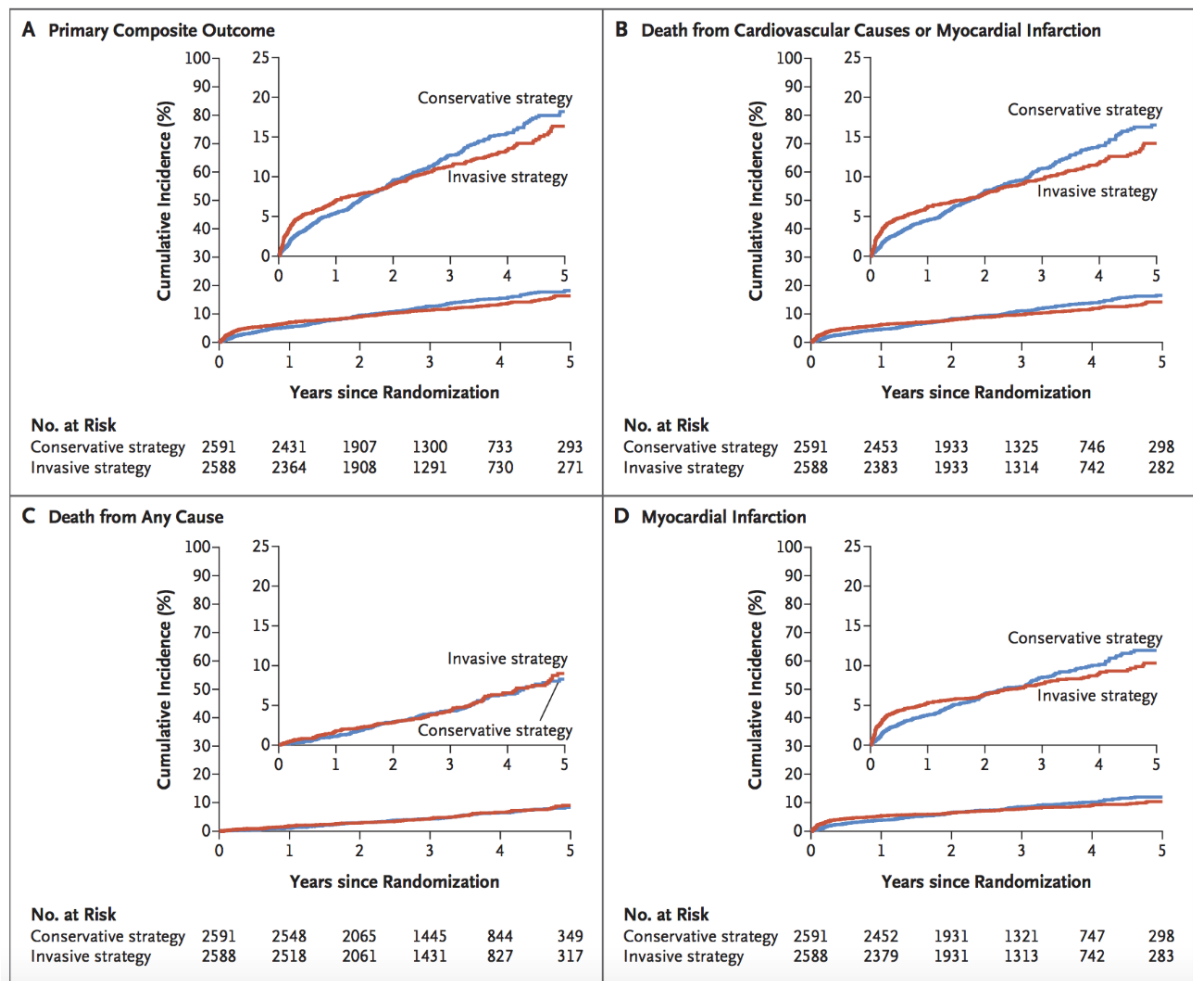 A Primary Composite Outcome
Cumulative Incidence (%)
100
90
80
70
60
50
40
30
20
10
0
25
20
15
10
5
0
Conservative strategy
Invasive strategy
0 1 2 3 4 5
0 1 2 3 4 5
Years since Randomization
No. at Risk
Conservative strategy 2591 2431 1907 1300 733 293
Invasive strategy 2588 2364 1908 1291 730 271
B Death from Cardiovascular Causes or Myocardial Infarction
Cumulative Incidence (%)
100
90
80
70
60
50
40
30
20
10
0
25
20
15
10
5
0
Conservative strategy
Invasive strategy
0 1 2 3 4 5
0 1 2 3 4 5
Years since Randomization
No. at Risk
Conservative strategy 2591 2453 1933 1325 746 298
Invasive strategy 2588 2383 1933 1314 742 282
C Death from Any Cause
Cumulative Incidence (%)
100
90
80
70
60
50
40
30
20
10
0
25
20
15
10
5
0
Invasive strategy
Conservative strategy
0 1 2 3 4 5
0 1 2 3 4 5
Years since Randomization
No. at Risk
Conservative strategy 2591 2548 2065 1445 844 349
Invasive strategy 2588 2518 2061 1431 827 317
D Myocardial Infarction
Cumulative Incidence (%)
100
90
80
70
60
50
40
30
20
10
0
25
20
15
10
5
0
Conservative strategy
Invasive strategy
0 1 2 3 4 5
0 1 2 3 4 5
Years since Randomization
No. at Risk
Conservative strategy 2591 2452 1931 1321 747 298
Invasive strategy 2588 2379 1931 1313 742 283